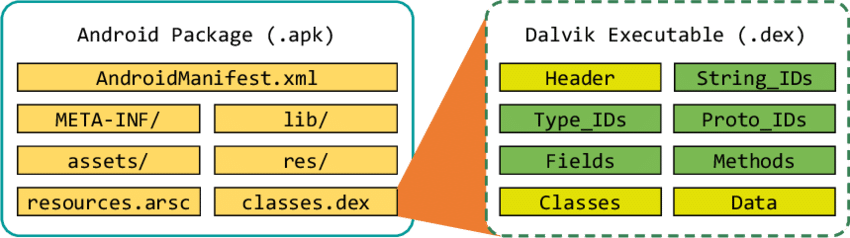 Android Package (.apk)
AndroidManifest.xml
META-INF/ lib/
assets/ res/
resources.arsc classes.dex
Dalvik Executable (.dex)
Header String_IDs
Type_IDs Proto_IDs
Fields Methods
Classes Data